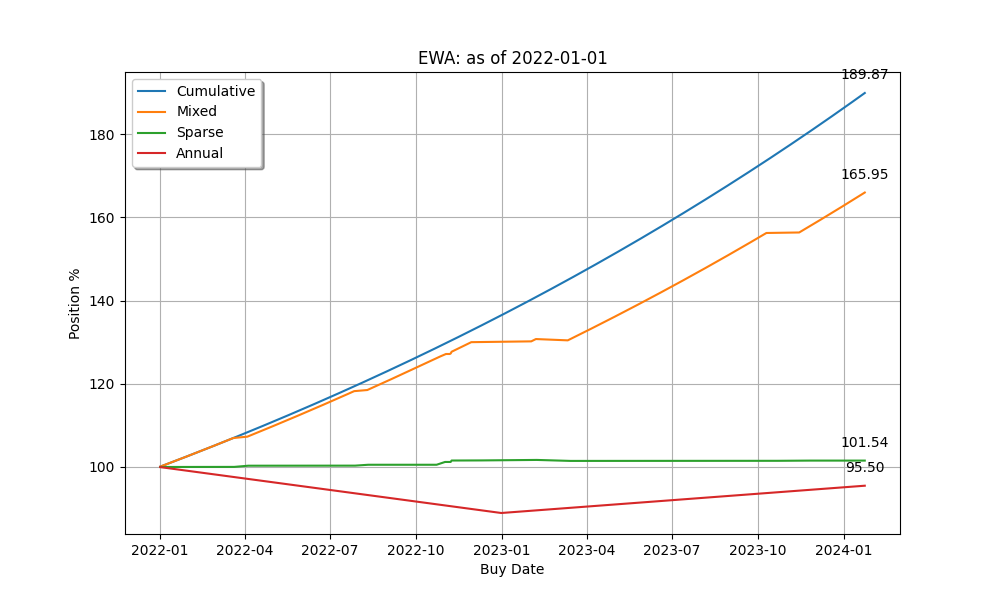 EWA: as of 2022-01-01
Cumulative
Mixed
Sparse
Annual
189.87
165.95
101.54
95.50
180
160
140
120
100
Position %
2022-01 2022-04 2022-07 2022-10 2023-01 2023-04 2023-07 2023-10 2024-01
Buy Date